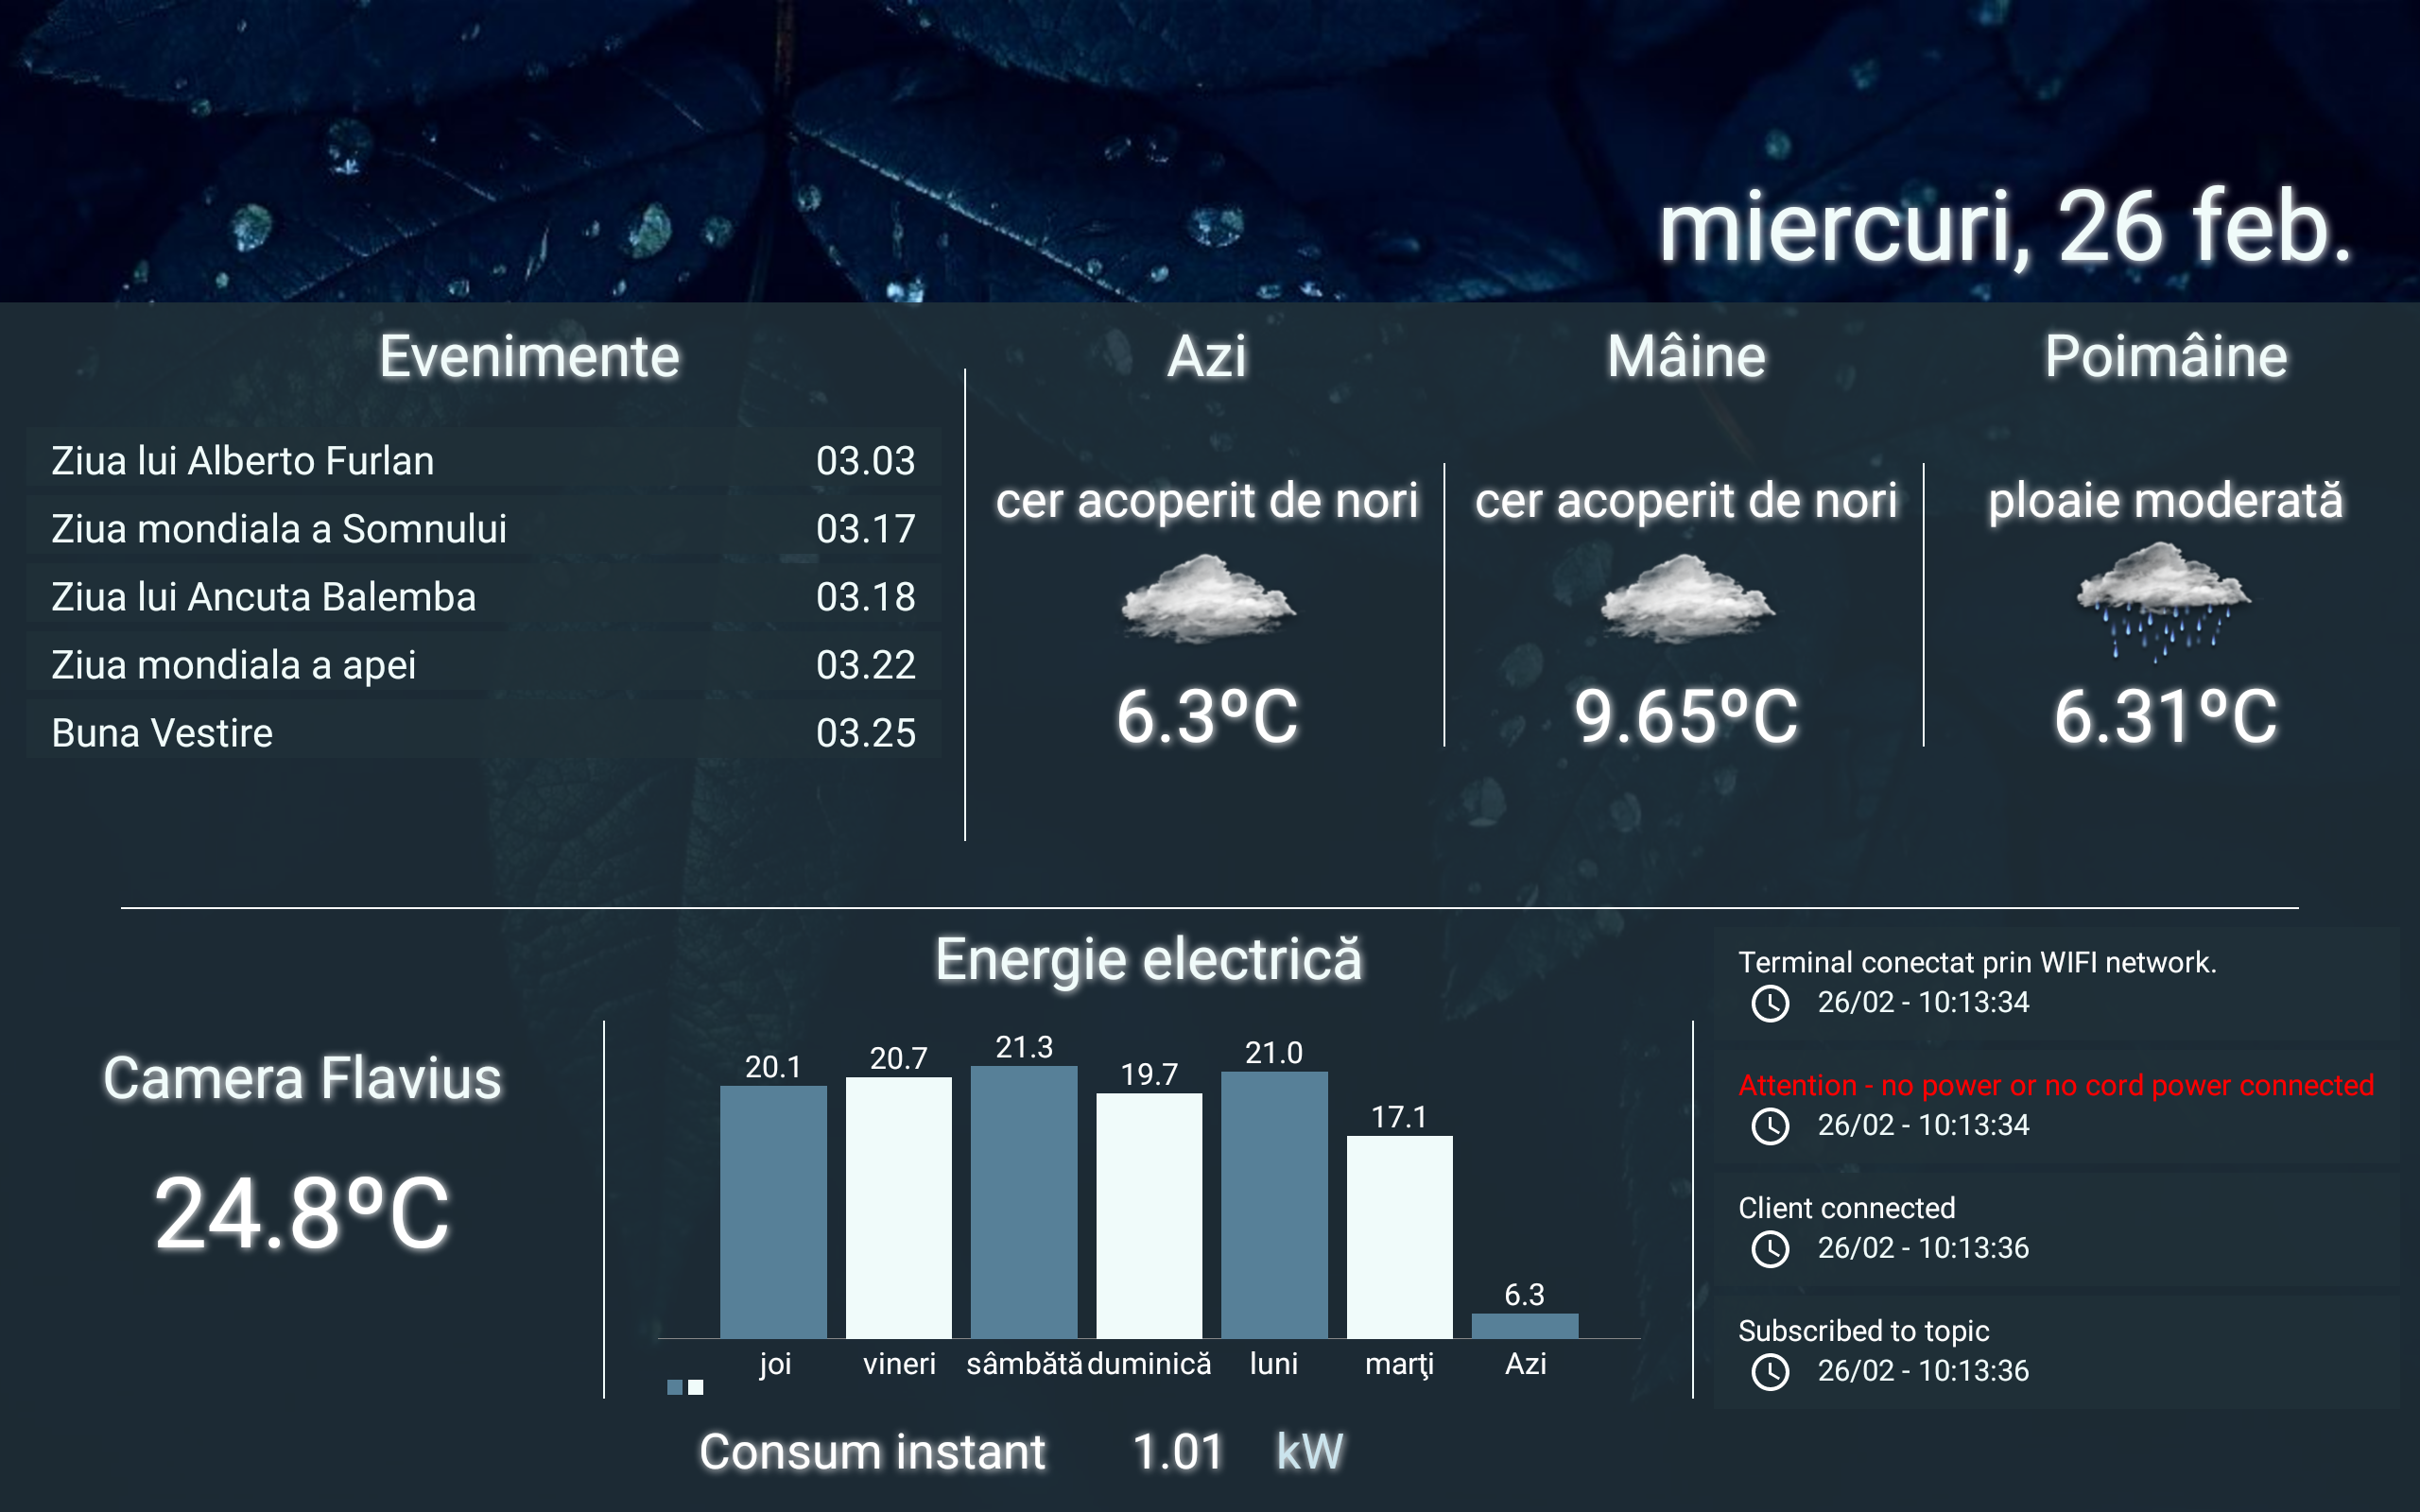 miercuri, 26 feb.
Evenimente
Ziua lui Alberto Furlan 03.03
Ziua mondiala a Somnului 03.17
Ziua lui Ancuta Balemba 03.18
Ziua mondiala a apei 03.22
Buna Vestire 03.25
Azi
cer acoperit de nori
6.3ºC
Mâine
cer acoperit de nori
9.65ºC
Poimâine
ploaie moderată
6.31ºC
Camera Flavius
24.8ºC
Energie electrică
20.1 20.7 21.3 19.7 21.0 17.1 6.3
joi vineri sâmbătă duminică luni marţi Azi
Consum instant 1.01 kW
Terminal conectat prin WIFI network.
26/02 - 10:13:34
Attention - no power or no cord power connected
26/02 - 10:13:34
Client connected
26/02 - 10:13:36
Subscribed to topic
26/02 - 10:13:36